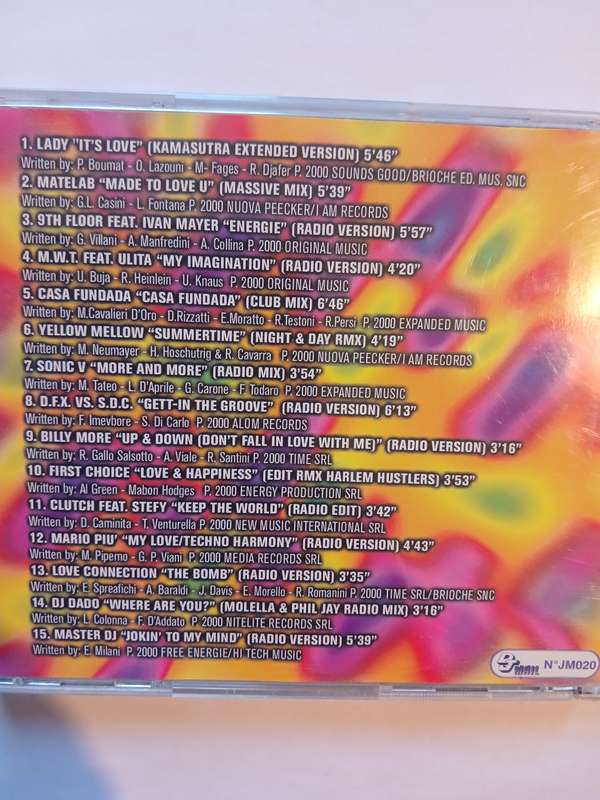 1. LADY "IT'S LOVE" (KAMASUTRA EXTENDED VERSION) 5'46"
Written by: P. Boumat - O. Lazouni - M- Fages - R. Djafer P. 2000 SOUNDS GOOD/BRIOCHE ED. MUS. SNC
2. MATELAB "MADE TO LOVE U" (MASSIVE MIX) 5'39"
Written by: G.L. Casini - L. Fontana P. 2000 NUOVA PEECKER/I AM RECORDS
3. 9TH FLOOR FEAT. IVAN MAYER "ENERGIE" (RADIO VERSION) 5'57"
Written by: G. Villani - A. Manfredini - A. Collina P. 2000 ORIGINAL MUSIC
4. M.W.T. FEAT. ULITA "MY IMAGINATION" (RADIO VERSION) 4'20"
Written by: U. Buja - R. Heinlein - U. Knaus P. 2000 ORIGINAL MUSIC
5. CASA FUNDADA "CASA FUNDADA" (CLUB MIX) 6'46"
Written by: M.Cavalieri D'Oro - D.Rizzatti - E.Moratto - R.Testoni - R.Persi P. 2000 EXPANDED MUSIC
6. YELLOW MELLOW "SUMMERTIME" (NIGHT & DAY RMX) 4'19"
Written by: M. Neumayer - H. Hoschutrig & R. Cavarra P. 2000 NUOVA PEECKER/I AM RECORDS
7. SONIC V "MORE AND MORE" (RADIO MIX) 3'54"
Written by: M. Tateo - L. D'Aprile - G. Carone - F. Todaro P. 2000 EXPANDED MUSIC
8. D.F.X. VS. S.D.C. "GETT-IN THE GROOVE" (RADIO VERSION) 6'13"
Written by: F. Imevbore - S. Di Carlo P. 2000 ALOM RECORDS
9. BILLY MORE "UP & DOWN (DON'T FALL IN LOVE WITH ME)" (RADIO VERSION) 3'16"
Written by: R. Gallo Salsotto - A. Viale - R. Santini P. 2000 TIME SRL
10. FIRST CHOICE "LOVE & HAPPINESS" (EDIT RMX HARLEM HUSTLERS) 3'53"
Written by: Al Green - Mabon Hodges P. 2000 ENERGY PRODUCTION SRL
11. CLUTCH FEAT. STEFY "KEEP THE WORLD" (RADIO EDIT) 3'42"
Written by: D. Caminita - T. Venturella P. 2000 NEW MUSIC INTERNATIONAL SRL
12. MARIO PIU' "MY LOVE/TECHNO HARMONY" (RADIO VERSION) 4'43"
Written by: M. Piperno - G. P. Viani P. 2000 MEDIA RECORDS SRL
13. LOVE CONNECTION "THE BOMB" (RADIO VERSION) 3'35"
Written by: E. Spreafichi - A. Baraldi - J. Davis - E. Morello - R. Romanini P. 2000 TIME SRL/BRIOCHE SNC
14. DJ DADO "WHERE ARE YOU?" (MOLELLA & PHIL JAY RADIO MIX) 3'16"
Written by: L. Colonna - F. D'Addato P. 2000 NITELITE RECORDS SRL
15. MASTER DJ "JOKIN' TO MY MIND" (RADIO VERSION) 5'39"
Written by: E. Milani P. 2000 FREE ENERGIE/HI TECH MUSIC
MAIL N°JM020